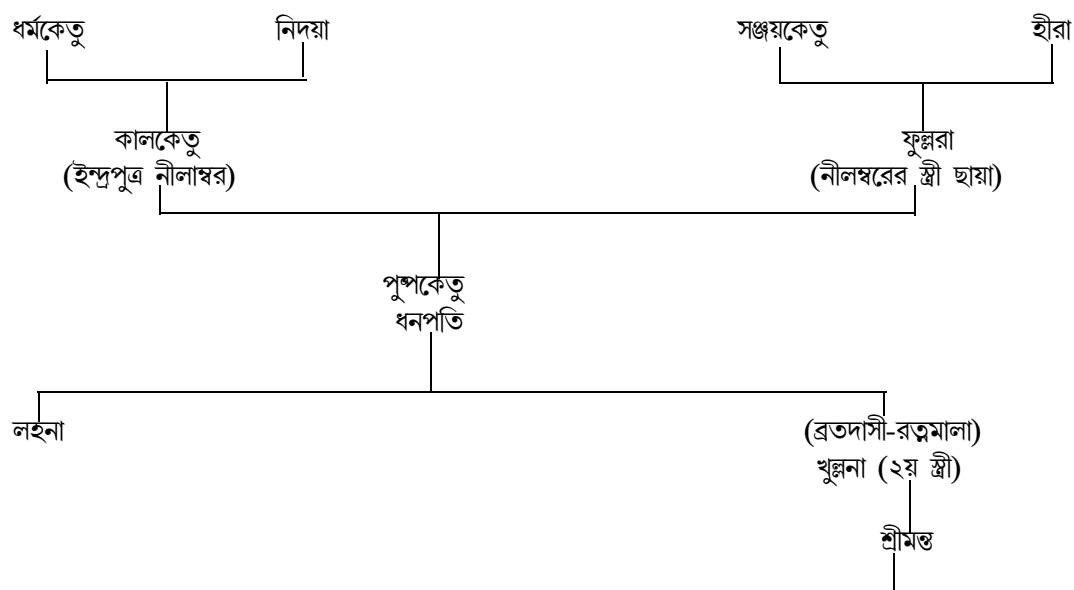 ধর্মকেতু নিদয়া সঞ্জয়কেতু হীরা
কালকেতু ফুল্লরা
(ইন্দ্রপুত্র নীলাম্বর) (নীলম্বরের স্ত্রী ছায়া)
পুষ্পকেতু
ধনপতি
লহনা (ব্রতদাসী-রত্নমালা)
খুল্লনা (২য় স্ত্রী)
শ্রীমন্ত